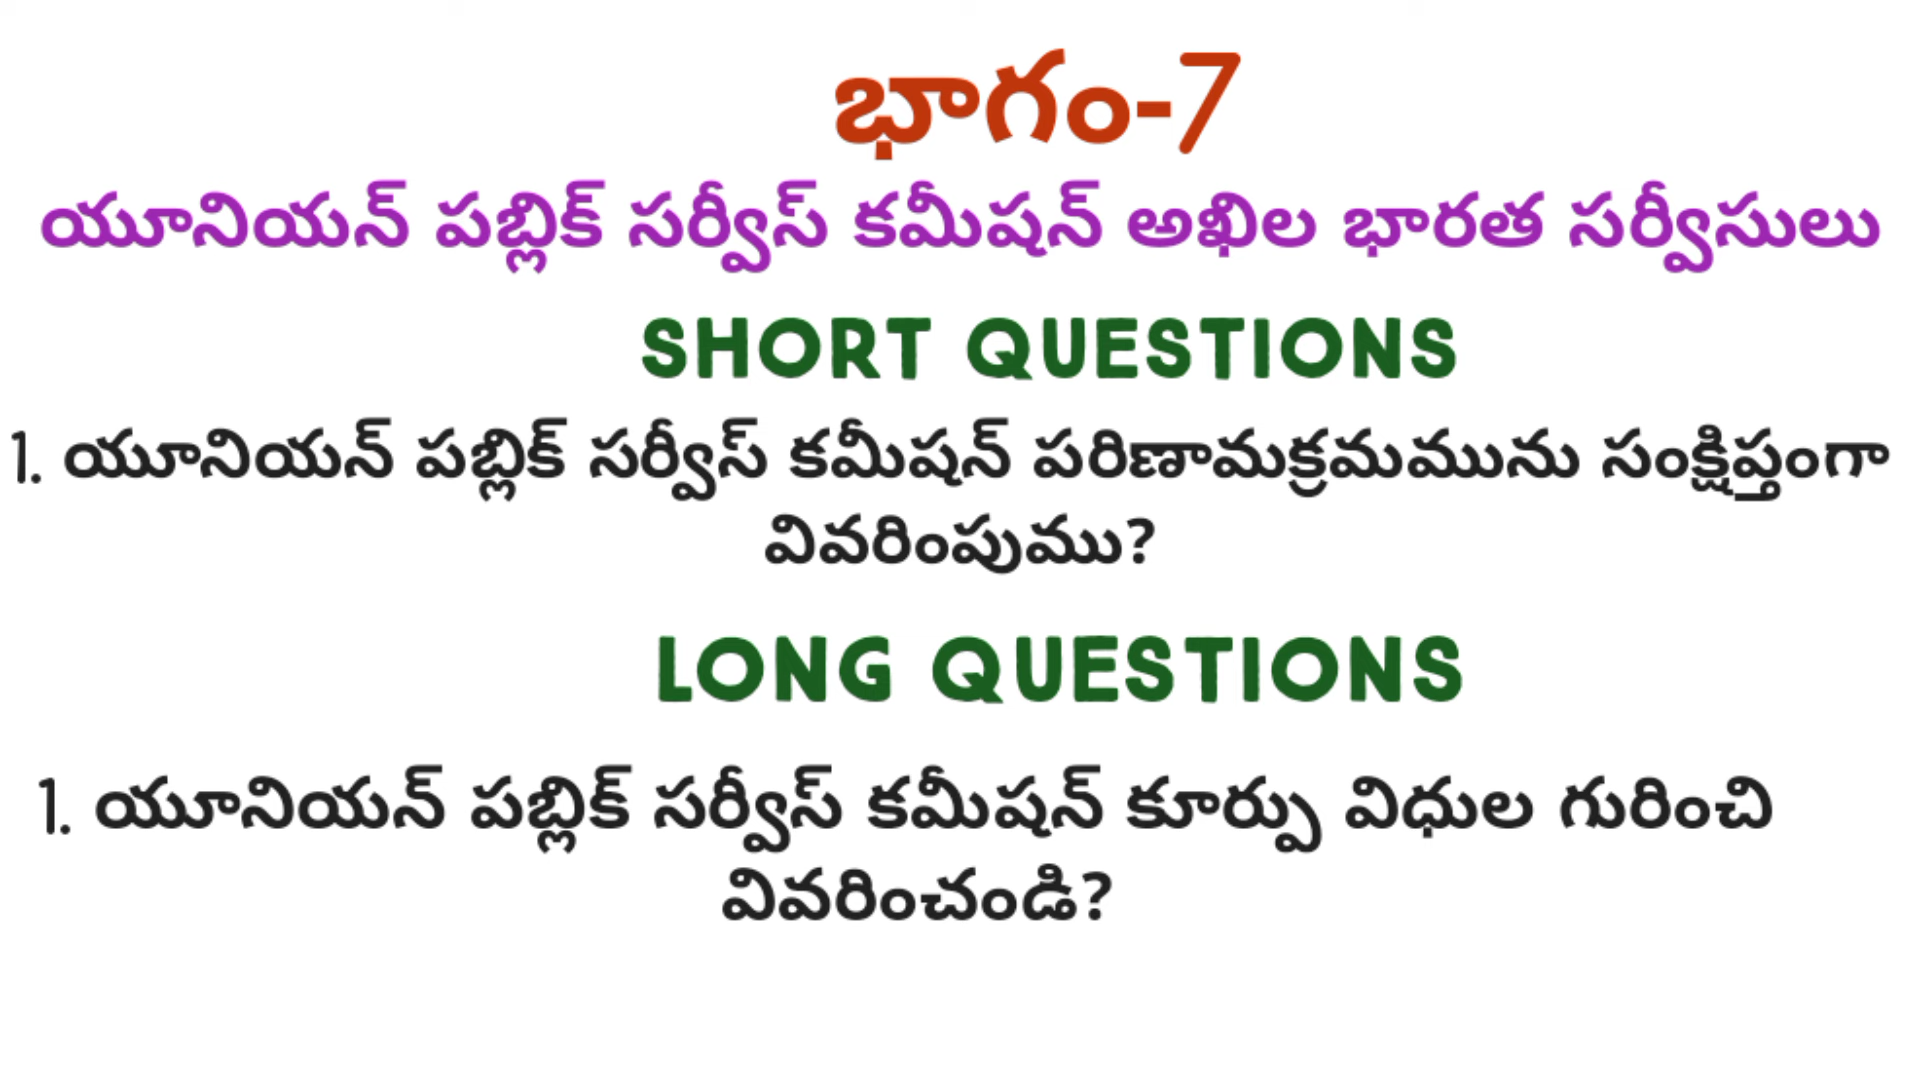 భాగం-7
యూనియన్ పబ్లిక్ సర్వీస్ కమీషన్ అఖిల భారత సర్వీసులు
SHORT QUESTIONS
1. యూనియన్ పబ్లిక్ సర్వీస్ కమీషన్ పరిణామక్రమమును సంక్షిప్తంగా
వివరింపుము?
LONG QUESTIONS
1. యూనియన్ పబ్లిక్ సర్వీస్ కమీషన్ కూర్పు విధుల గురించి
వివరించండి?